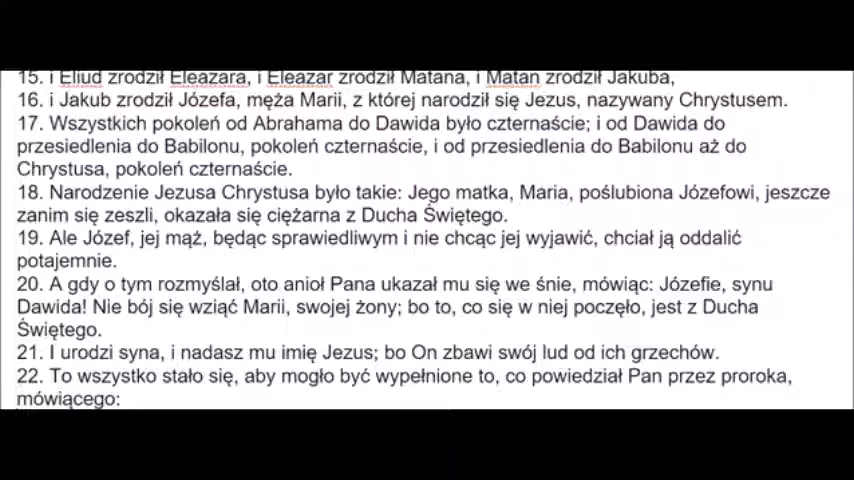 15. i Eliud zrodził Eleazara, i Eleazar zrodził Matana, i Matan zrodził Jakuba,
16. i Jakub zrodził Józefa, męża Marii, z której narodził się Jezus, nazywany Chrystusem.
17. Wszystkich pokoleń od Abrahama do Dawida było czternaście; i od Dawida do
przesiedlenia do Babilonu, pokoleń czternaście, i od przesiedlenia do Babilonu aż do
Chrystusa, pokoleń czternaście.
18. Narodzenie Jezusa Chrystusa było takie: Jego matka, Maria, poślubiona Józefowi, jeszcze
zanim się zeszli, okazała się ciężarna z Ducha Świętego.
19. Ale Józef, jej mąż, będąc sprawiedliwym i nie chcąc jej wyjawić, chciał ją oddalić
potajemnie.
20. A gdy o tym rozmyślał, oto anioł Pana ukazał mu się we śnie, mówiąc: Józefie, synu
Dawida! Nie bój się wziąć Marii, swojej żony; bo to, co się w niej poczęło, jest z Ducha
Świętego.
21. I urodzi syna, i nadasz mu imię Jezus; bo On zbawi swój lud od ich grzechów.
22. To wszystko stało się, aby mogło być wypełnione to, co powiedział Pan przez proroka,
mówiącego: